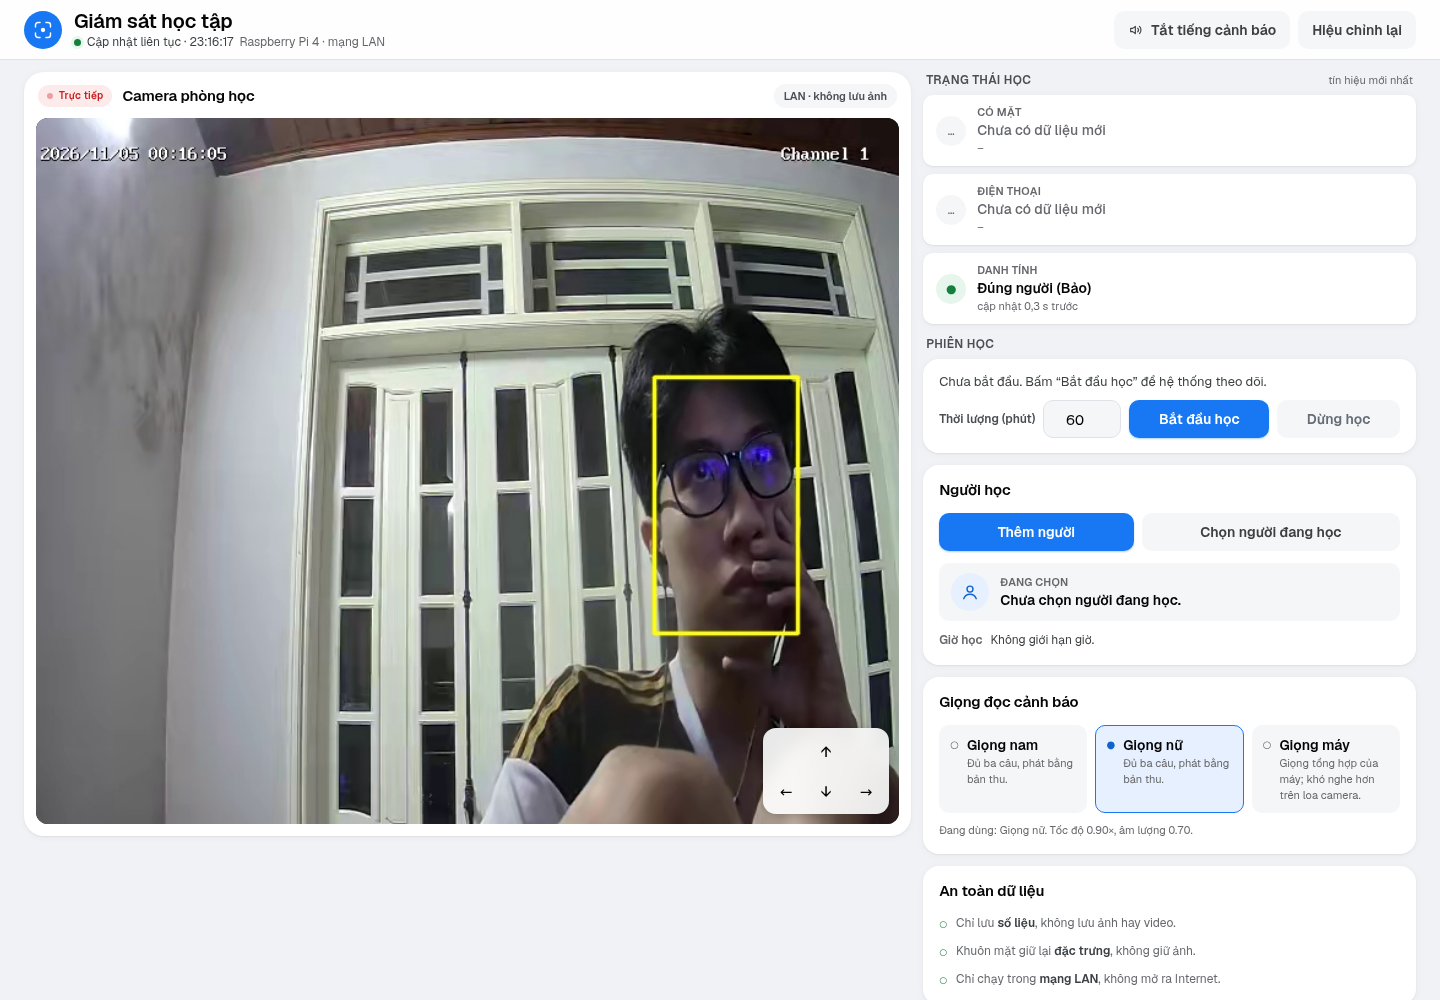 Giám sát học tập
Cập nhật liên tục · 23:16:17 Raspberry Pi 4 · mạng LAN
Tắt tiếng cảnh báo
Hiệu chỉnh lại
Trực tiếp
Camera phòng học
LAN · không lưu ảnh
2026/11/05 00:16:05
Channel 1
↑
← ↓ →
TRẠNG THÁI HỌC
tín hiệu mới nhất
...
CÓ MẶT
Chưa có dữ liệu mới
–
...
ĐIỆN THOẠI
Chưa có dữ liệu mới
–
DANH TÍNH
Đúng người (Bảo)
cập nhật 0,3 s trước
PHIÊN HỌC
Chưa bắt đầu. Bấm “Bắt đầu học” để hệ thống theo dõi.
Thời lượng (phút) 60 Bắt đầu học Dừng học
Người học
Thêm người Chọn người đang học
ĐANG CHỌN
Chưa chọn người đang học.
Giờ học Không giới hạn giờ.
Giọng đọc cảnh báo
Giọng nam
Đủ ba câu, phát bằng
bản thu.
Giọng nữ
Đủ ba câu, phát bằng
bản thu.
Giọng máy
Giọng tổng hợp của
máy; khó nghe hơn
trên loa camera.
Đang dùng: Giọng nữ. Tốc độ 0.90×, âm lượng 0.70.
An toàn dữ liệu
Chỉ lưu số liệu, không lưu ảnh hay video.
Khuôn mặt giữ lại đặc trưng, không giữ ảnh.
Chỉ chạy trong mạng LAN, không mở ra Internet.